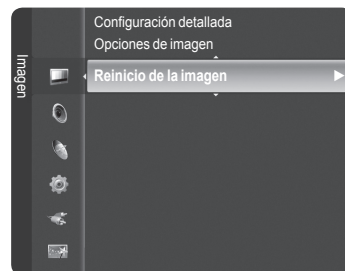 Imagen
Configuración detallada
Opciones de imagen
Reinicio de la imagen